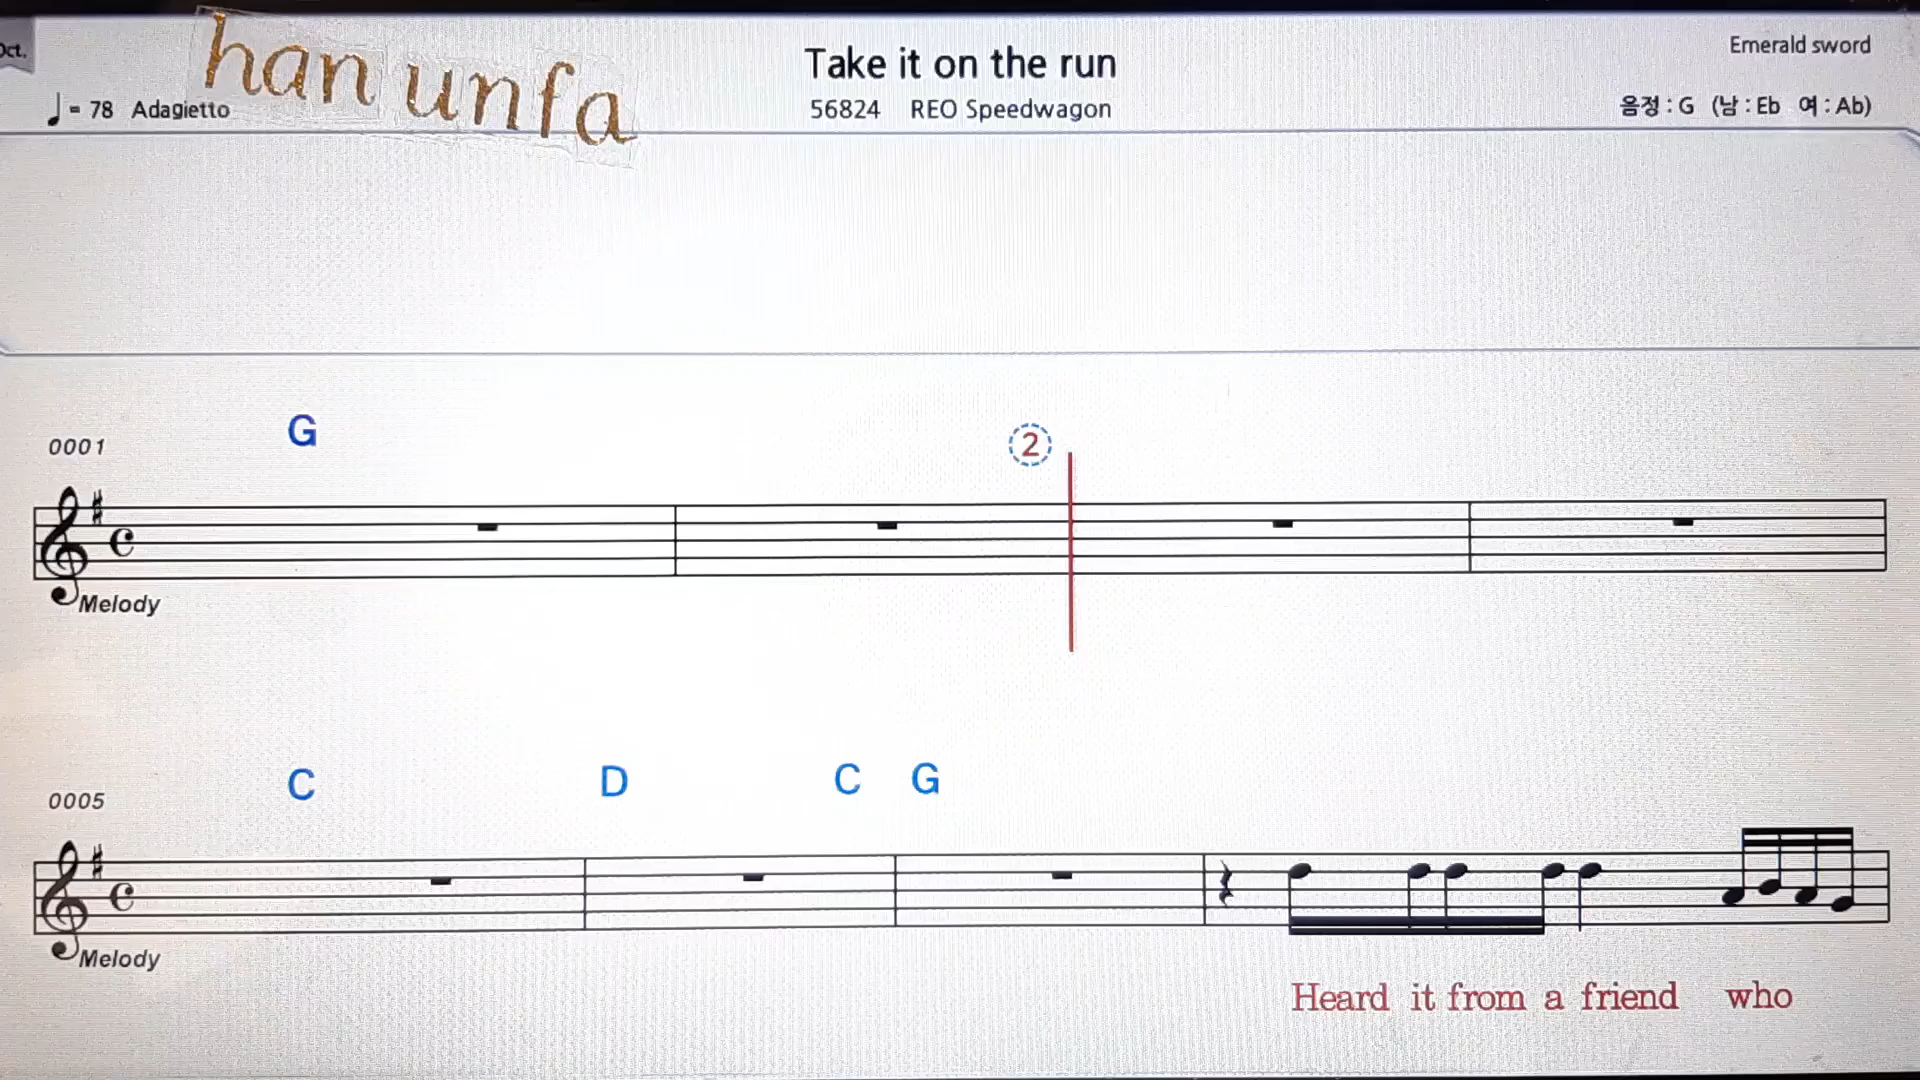 Oct.
han unfa
Take it on the run
Emerald sword
♩ = 78 Adagietto
56824 REO Speedwagon
음정 : G (남 : Eb 여 : Ab)
0001 G ②
Melody
0005 C D C G
Melody
Heard it from a friend who